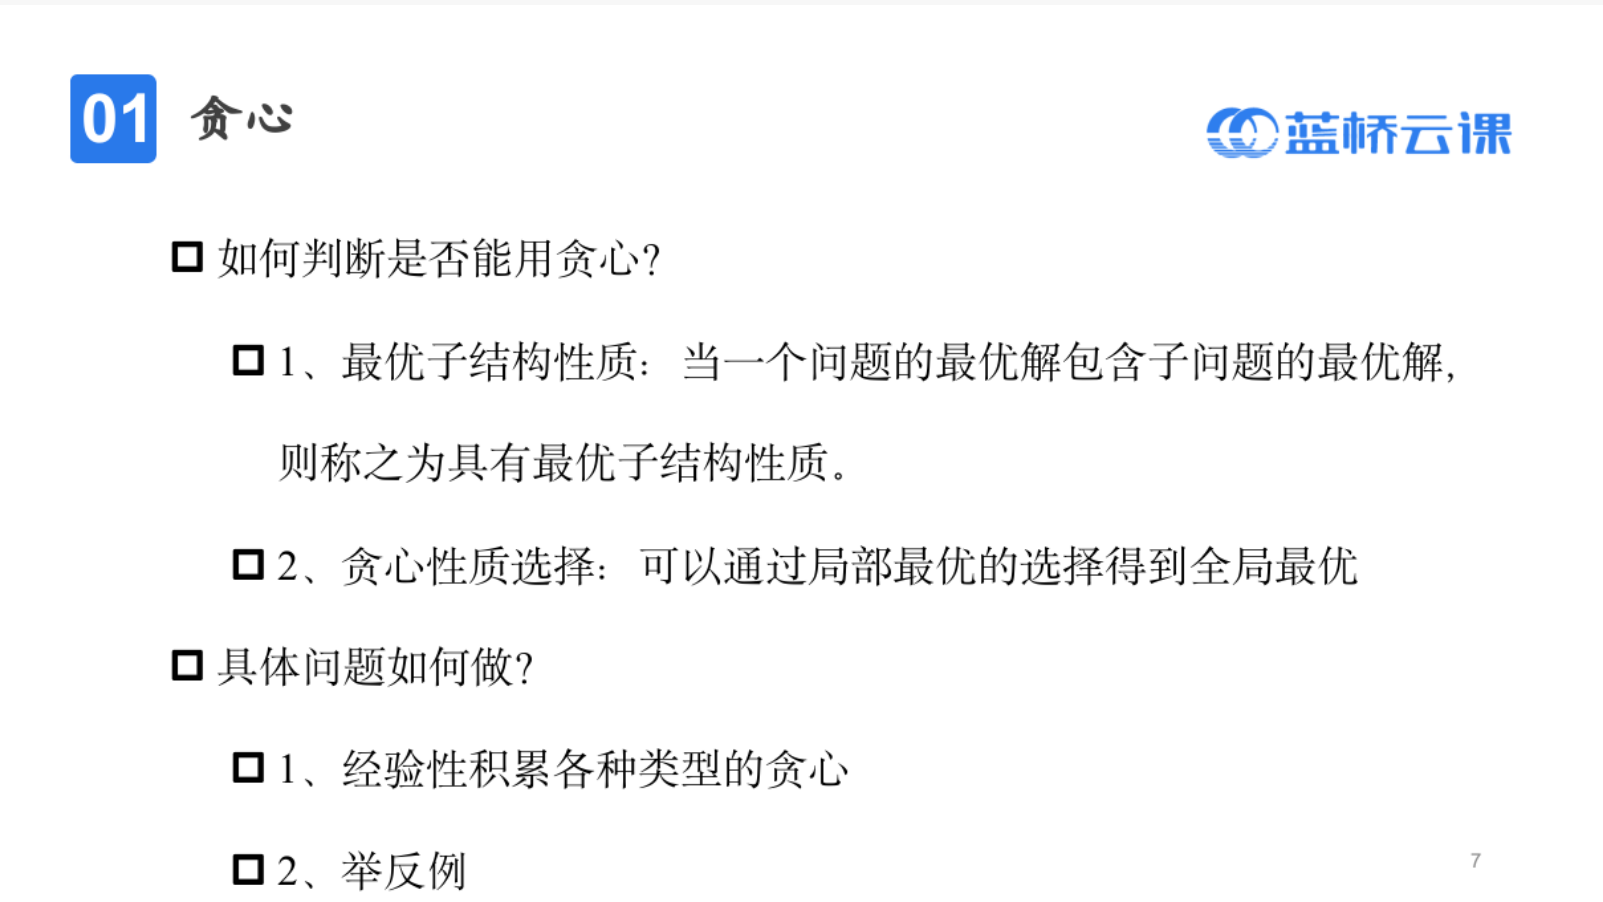 01 贪心
蓝桥云课
如何判断是否能用贪心?
1、最优子结构性质：当一个问题的最优解包含子问题的最优解,
则称之为具有最优子结构性质。
2、贪心性质选择：可以通过局部最优的选择得到全局最优
具体问题如何做?
1、经验性积累各种类型的贪心
2、举反例
7